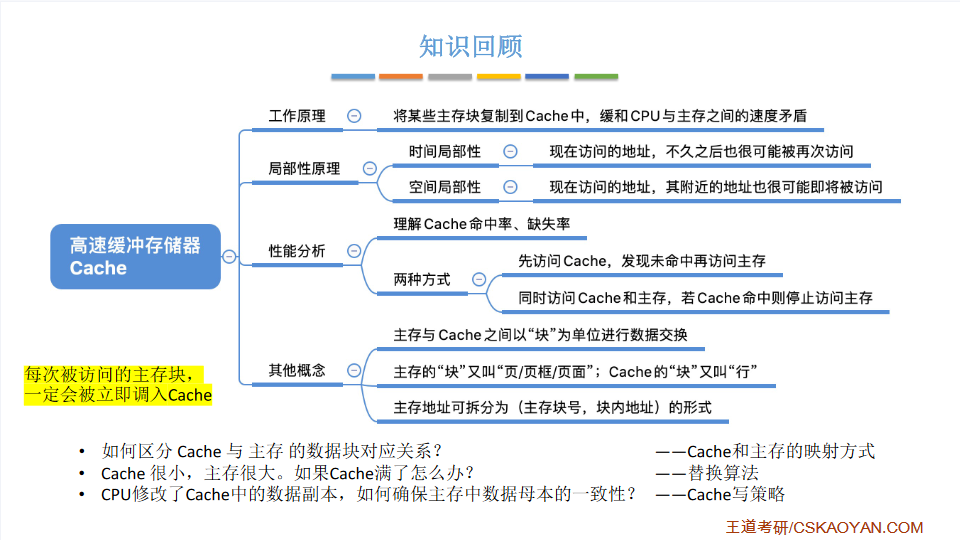 知识回顾
工作原理
将某些主存块复制到Cache中，缓和CPU与主存之间的速度矛盾
局部性原理
时间局部性
现在访问的地址，不久之后也很可能被再次访问
空间局部性
现在访问的地址，其附近的地址也很可能即将被访问
高速缓冲存储器
Cache
性能分析
理解Cache命中率、缺失率
两种方式
先访问Cache，发现未命中再访问主存
同时访问Cache和主存，若Cache命中则停止访问主存
其他概念
主存与Cache之间以“块”为单位进行数据交换
主存的“块”又叫“页/页框/页面”；Cache的“块”又叫“行”
主存地址可拆分为（主存块号，块内地址）的形式
每次被访问的主存块，
一定会被立即调入Cache
• 如何区分 Cache 与 主存 的数据块对应关系？ ——Cache和主存的映射方式
• Cache 很小，主存很大。如果Cache满了怎么办？ ——替换算法
• CPU修改了Cache中的数据副本，如何确保主存中数据母本的一致性？ ——Cache写策略
王道考研/CSKAOYAN.COM